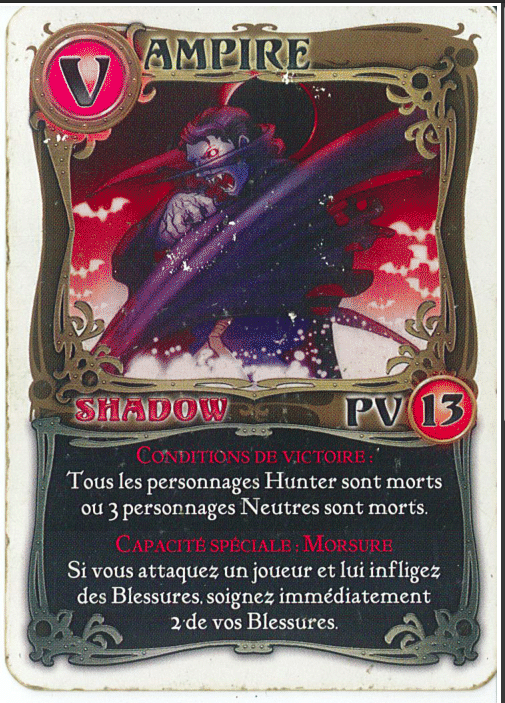 VAMPIRE
SHADOW PV 13
CONDITIONS DE VICTOIRE :
Tous les personnages Hunter sont morts
ou 3 personnages Neutres sont morts.
CAPACITÉ SPÉCIALE : MORSURE
Si vous attaquez un joueur et lui infligez
des Blessures, soignez immédiatement
2 de vos Blessures.